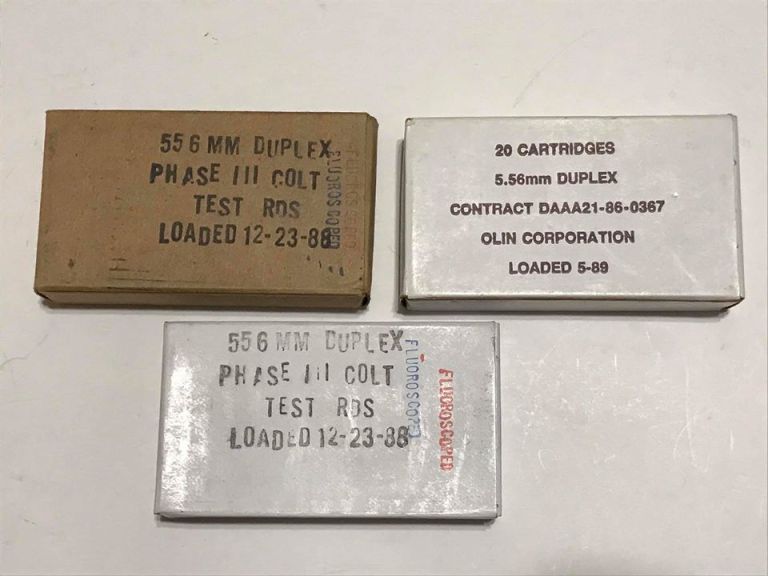 556 MM DUPLEX
PHASE III COLT
TEST RDS
LOADED 12-23-88
FLUOROSCOPED
FLUOROSCOPED
20 CARTRIDGES
5.56mm DUPLEX
CONTRACT DAAA21-86-0367
OLIN CORPORATION
LOADED 5-89
556 MM DUPLEX
PHASE III COLT
TEST RDS
LOADED 12-23-88
FLUOROSCOPED
FLUOROSCOPED